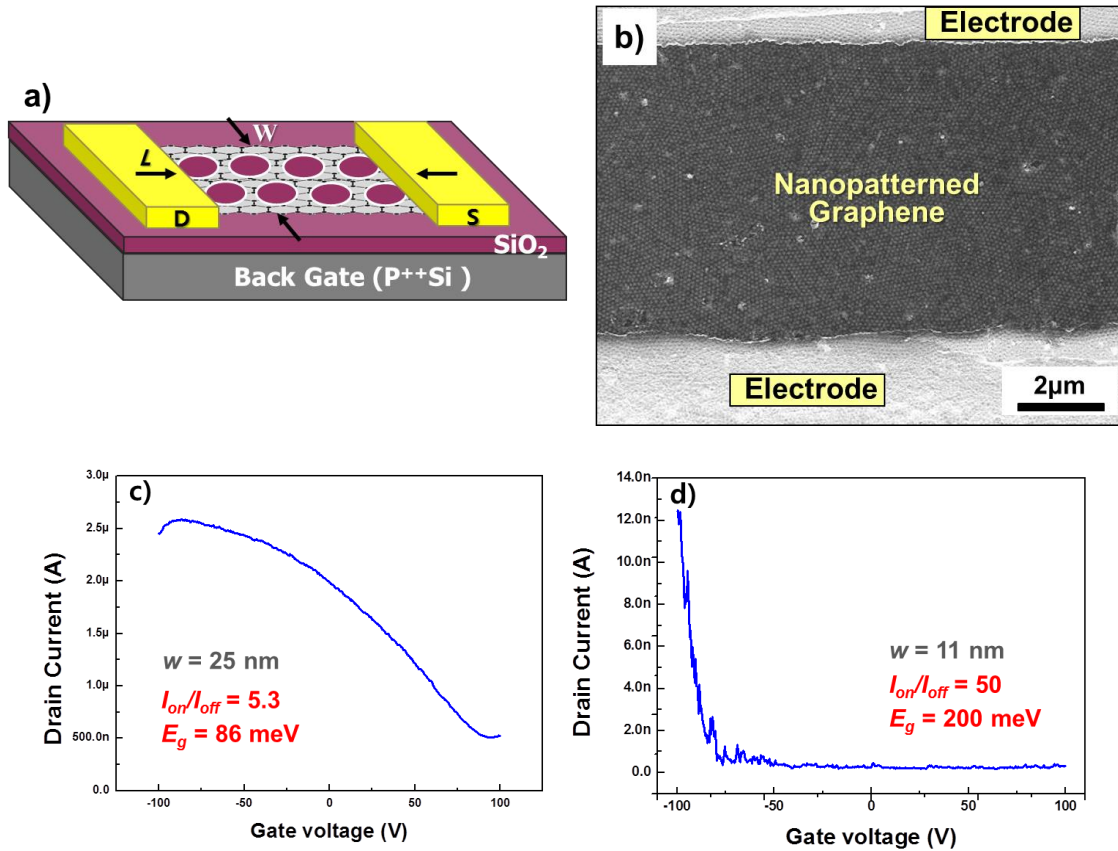 a)
W
L
D
S
SiO₂
Back Gate (P⁺⁺Si )
b)
Electrode
Nanopatterned
Graphene
Electrode
2µm
c)
3.0µ
2.5µ
2.0µ
1.5µ
1.0µ
500.0n
0.0
-100
-50
0
50
100
Drain Current (A)
Gate voltage (V)
w = 25 nm
Ion/Ioff = 5.3
Eg = 86 meV
d)
14.0n
12.0n
10.0n
8.0n
6.0n
4.0n
2.0n
0.0
-100
-50
0
50
100
Drain Current (A)
Gate voltage (V)
w = 11 nm
Ion/Ioff = 50
Eg = 200 meV